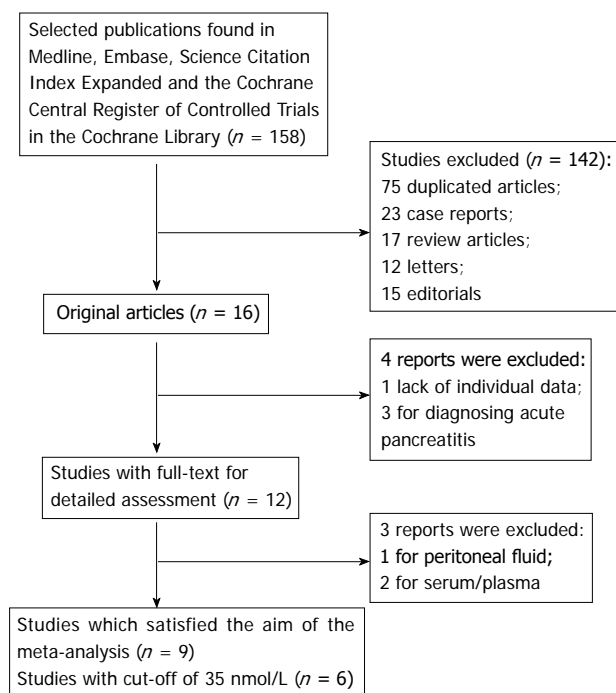 Selected publications found in
Medline, Embase, Science Citation
Index Expanded and the Cochrane
Central Register of Controlled Trials
in the Cochrane Library (n = 158)
Studies excluded (n = 142):
75 duplicated articles;
23 case reports;
17 review articles;
12 letters;
15 editorials
Original articles (n = 16)
4 reports were excluded:
1 lack of individual data;
3 for diagnosing acute
pancreatitis
Studies with full-text for
detailed assessment (n = 12)
3 reports were excluded:
1 for peritoneal fluid;
2 for serum/plasma
Studies which satisfied the aim of the
meta-analysis (n = 9)
Studies with cut-off of 35 nmol/L (n = 6)